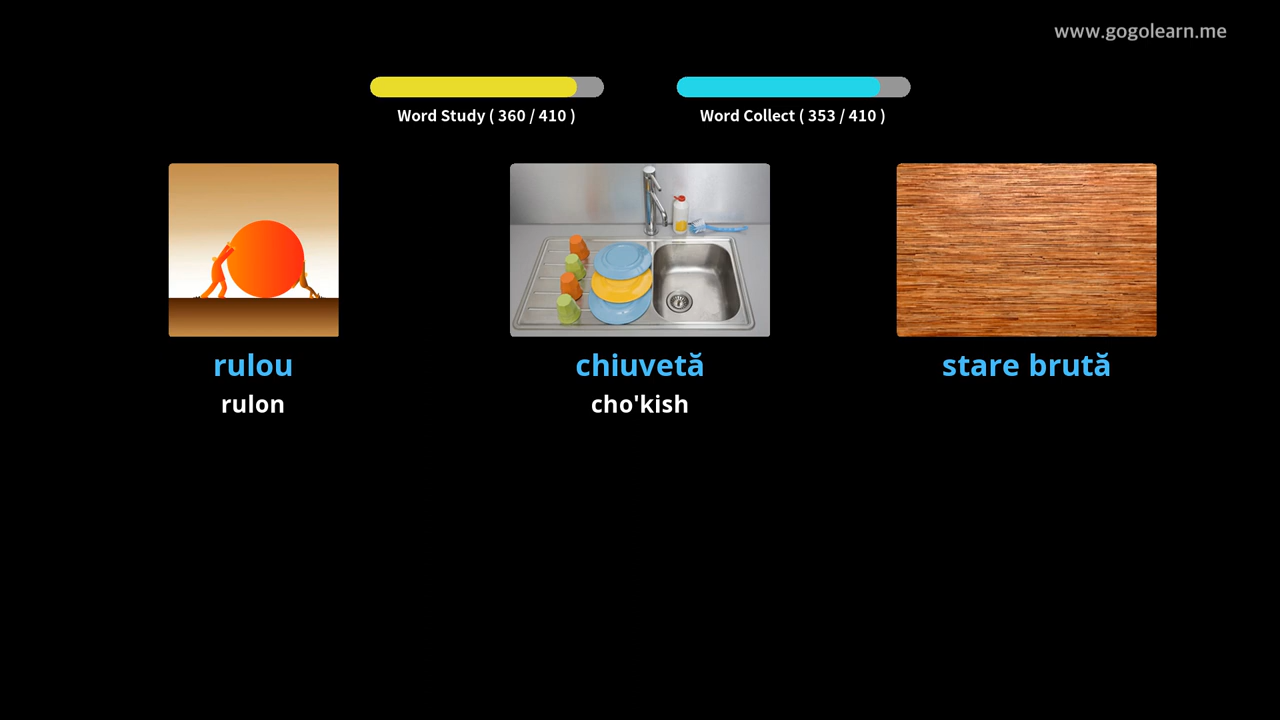 www.gogolearn.me
Word Study ( 360 / 410 )
Word Collect ( 353 / 410 )
rulou
chiuvetă
stare brută
rulon
cho'kish